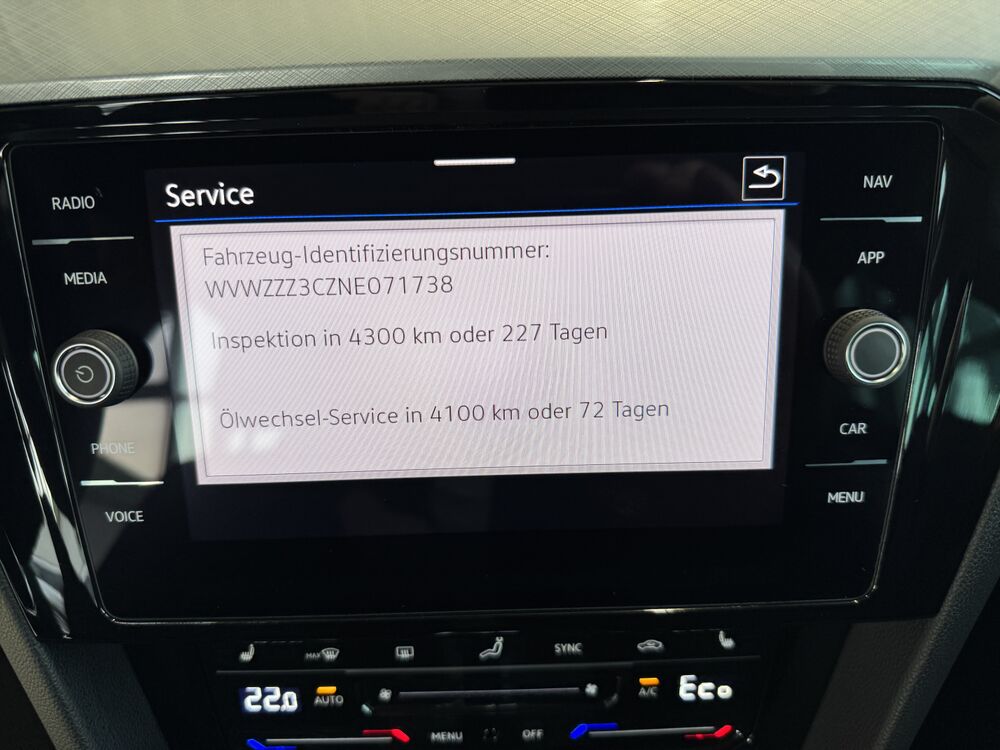 Service
Fahrzeug-Identifizierungsnummer:
WVWZZZ3CZNE071738
Inspektion in 4300 km oder 227 Tagen
Ölwechsel-Service in 4100 km oder 72 Tagen
RADIO
MEDIA
PHONE
VOICE
NAV
APP
CAR
MENU
MAX
SYNC
22.0
AUTO
A/C
Eco
MENU
OFF